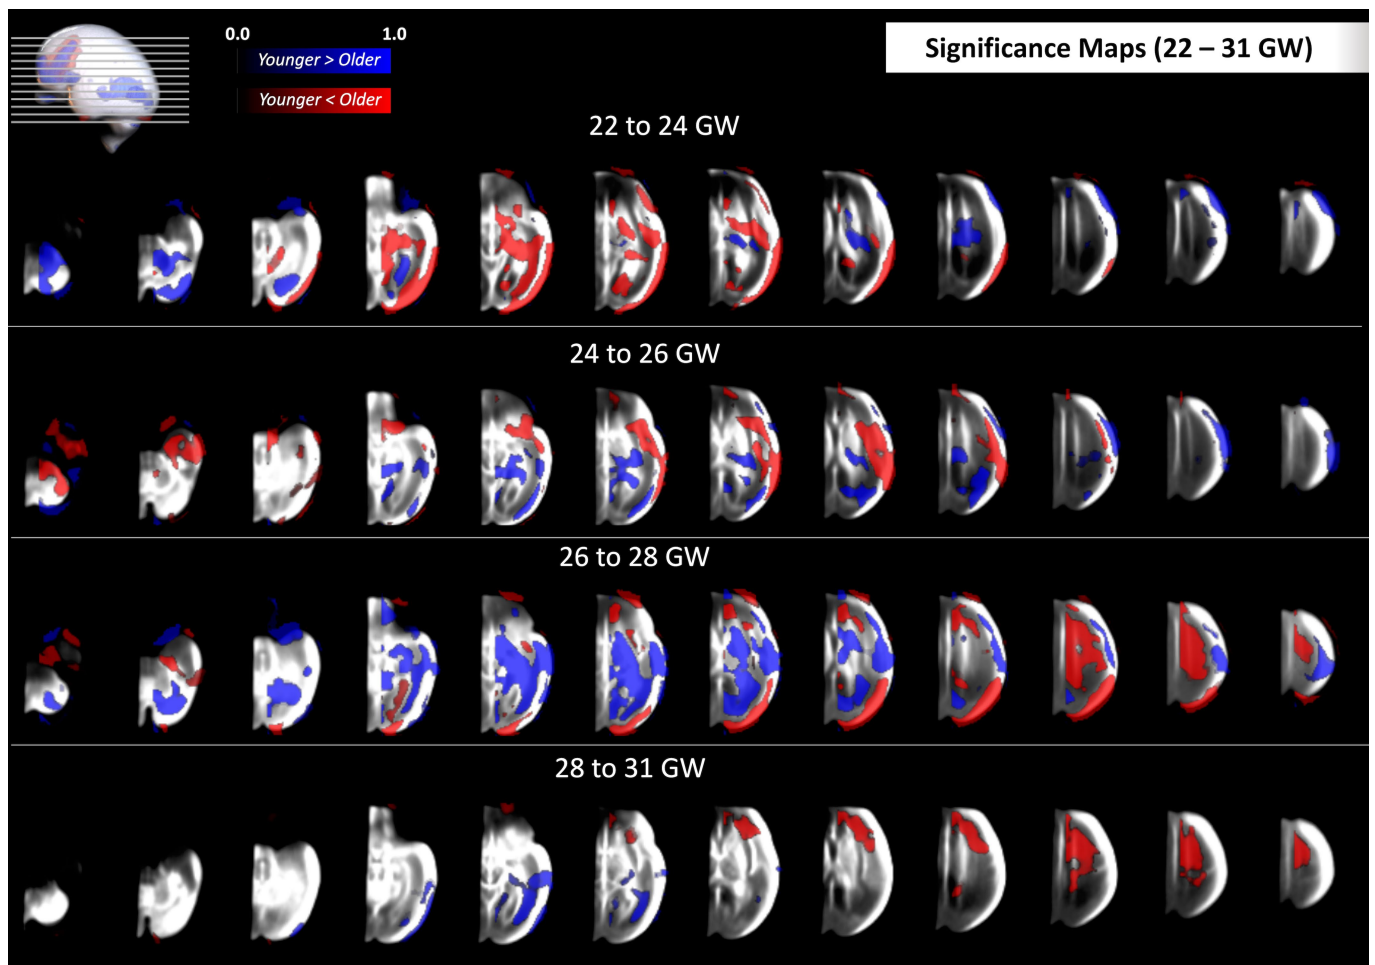 0.0 1.0
Younger > Older
Younger < Older
Significance Maps (22 – 31 GW)
22 to 24 GW
24 to 26 GW
26 to 28 GW
28 to 31 GW